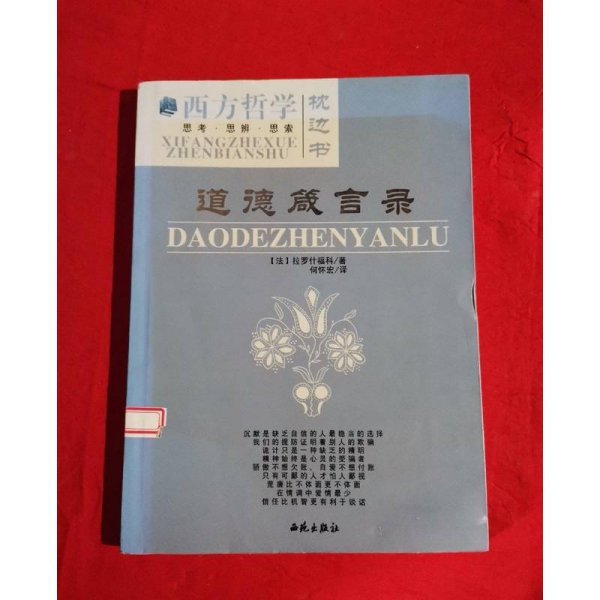 西方哲学
枕边书
思考·思辨·思索
XIFANGZHEXUE
ZHENBIANSHU
道德箴言录
DAODEZHENYANLU
【法】拉罗什福科/著
何怀宏/译
沉默是缺乏自信的人最稳当的选择
我们的提防证明着别人的欺骗
诡计只是一种缺乏的精明
精神始终是心灵的受骗者
骄傲不想欠账、自爱不想付账
只有可鄙的人才怕人鄙视
荒唐比不体面更不体面
在情调中爱情最少
信任比机智更有利于谈话
西苑出版社